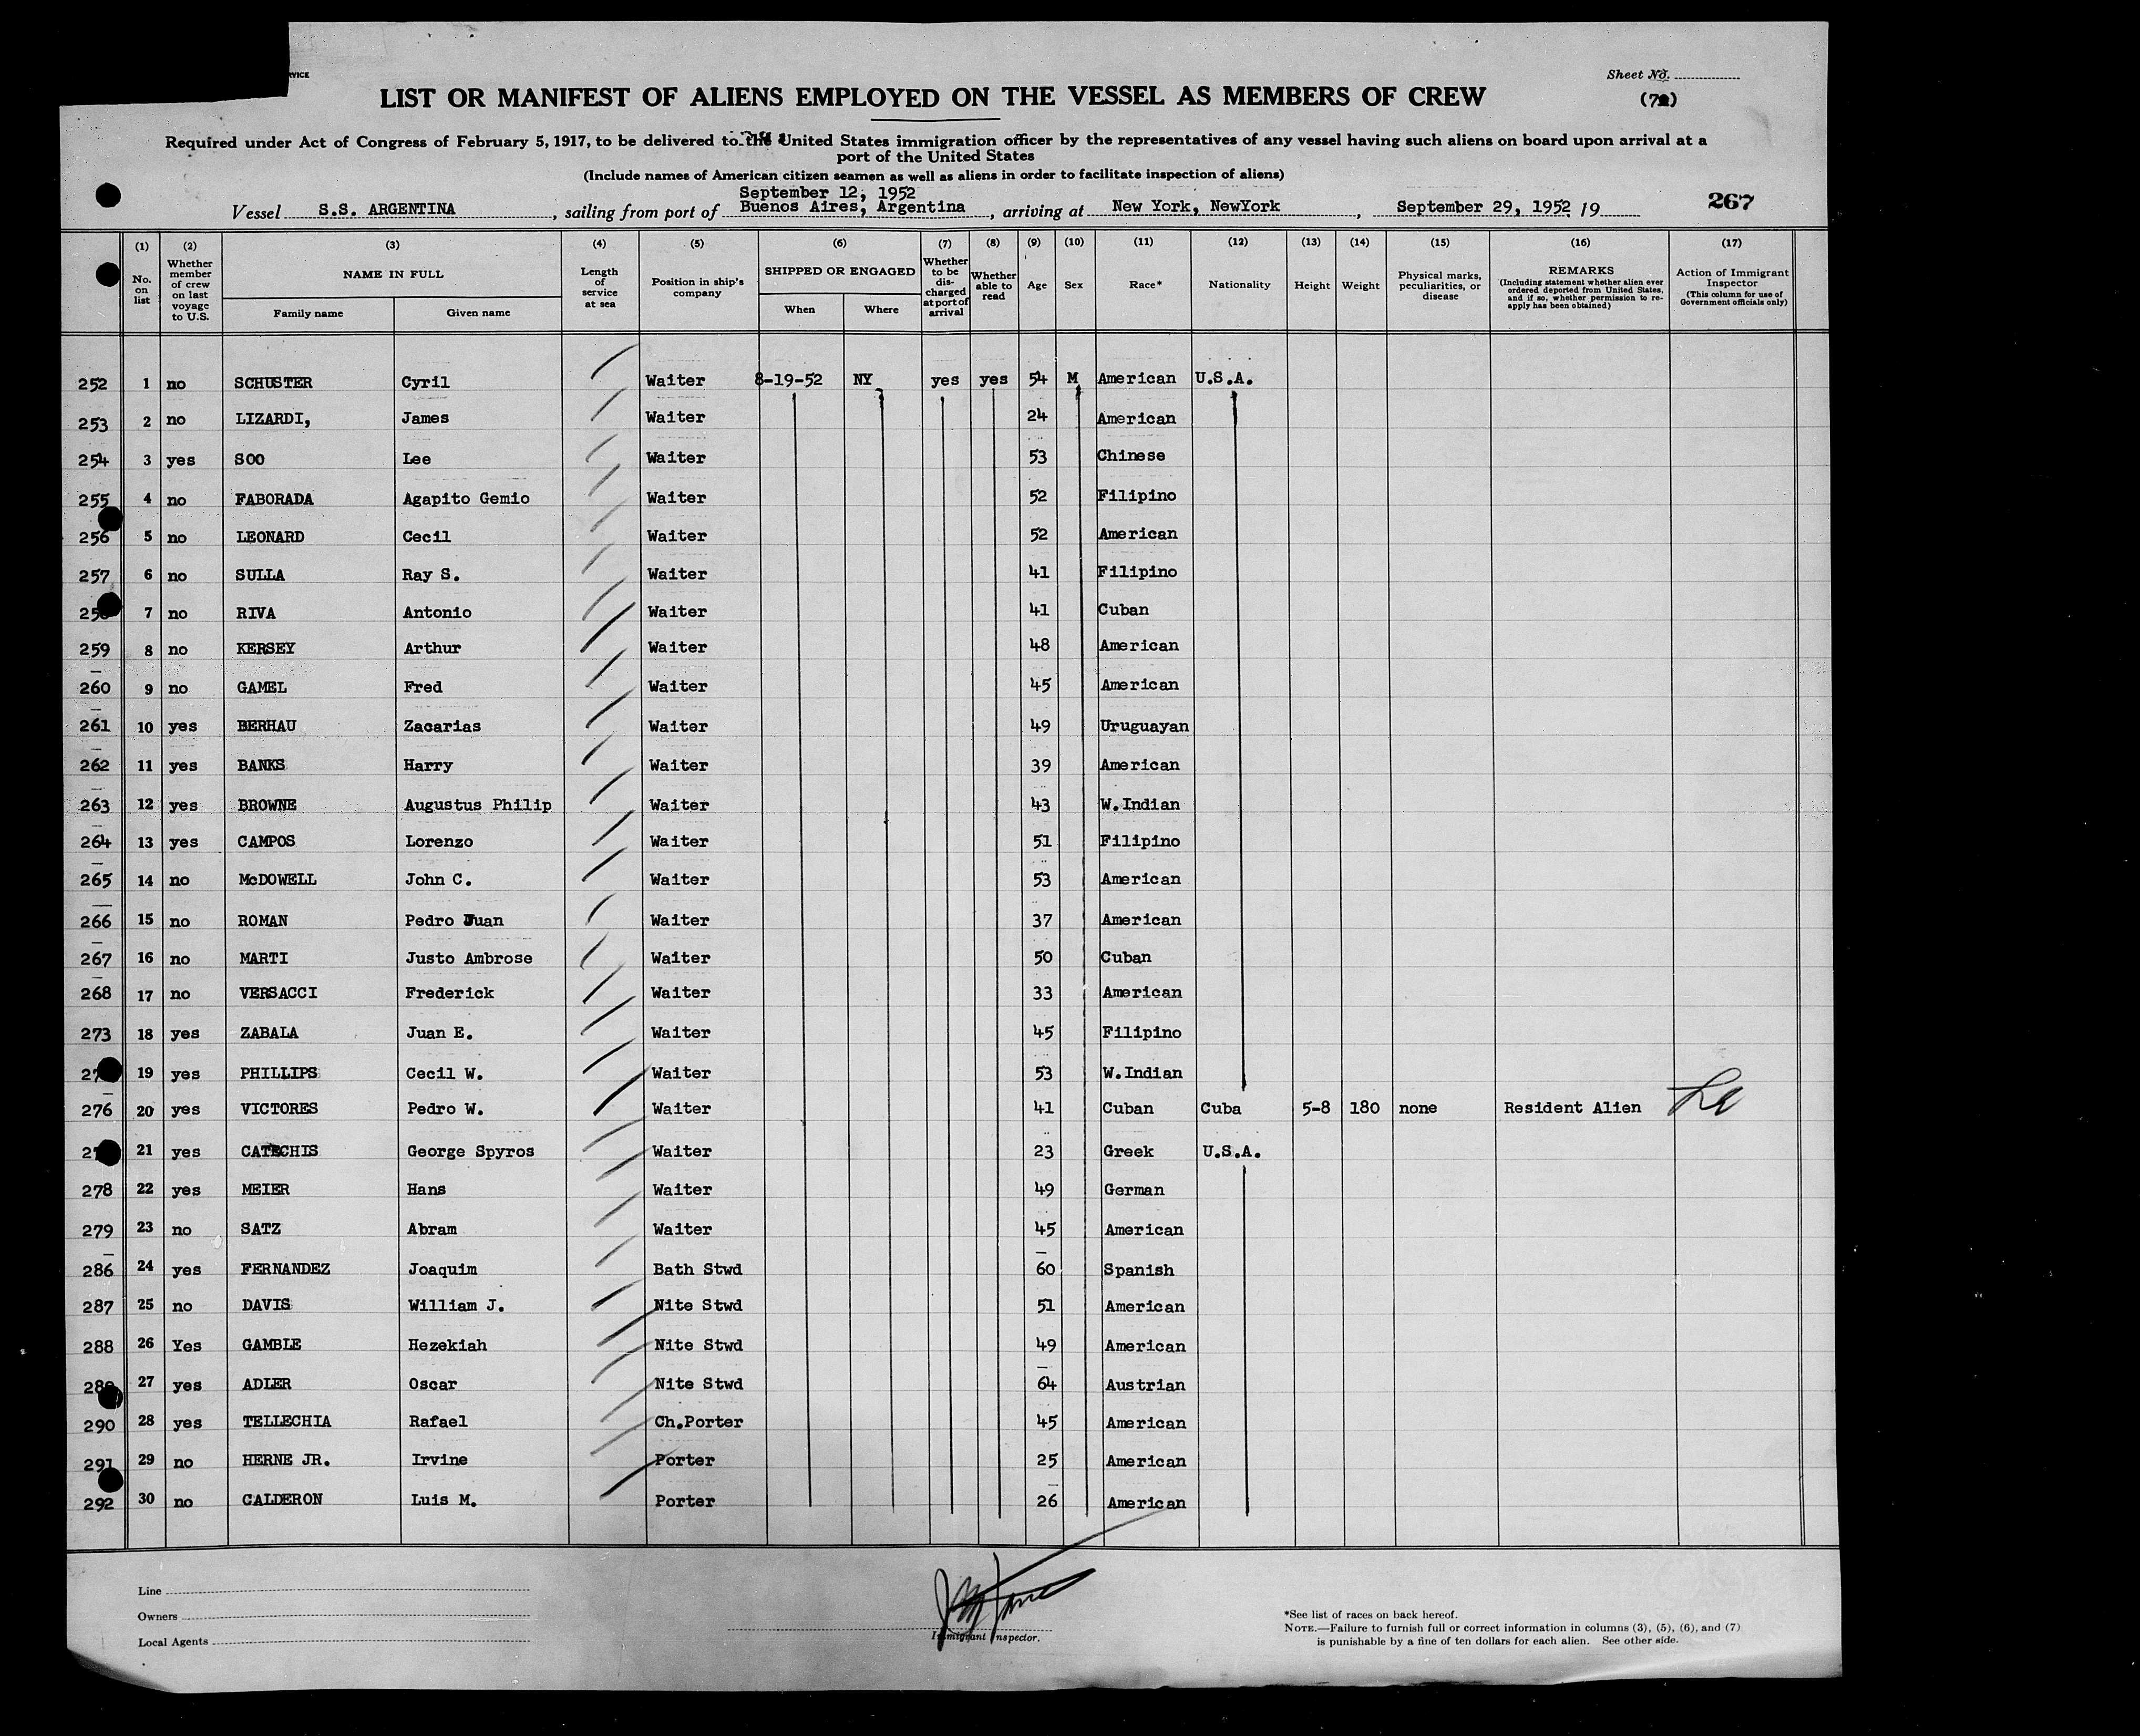 RVICE
Sheet No.
LIST OR MANIFEST OF ALIENS EMPLOYED ON THE VESSEL AS MEMBERS OF CREW
Required under Act of Congress of February 5, 1917, to be delivered to the United States immigration officer by the representatives of any vessel having such aliens on board upon arrival at a
port of the United States
(Include names of American citizen seamen as well as aliens in order to facilitate inspection of aliens)
September 12, 1952
Vessel S.S. ARGENTINA, sailing from port of Buenos Aires, Argentina, arriving at New York, NewYork, September 29, 1952 19 267
(1) (2) (3) (4) (5) (6) (7) (8) (9) (10) (11) (12) (13) (14) (15) (16) (17)
No. on list Whether member of crew on last voyage to U.S. NAME IN FULL Family name Given name Length of service at sea Position in ship's company SHIPPED OR ENGAGED When Where Whether to be discharged at port of arrival Whether able to read Age Sex Race* Nationality Height Weight Physical marks, peculiarities, or disease REMARKS (Including statement whether alien ever ordered deported from United States, and if so, whether permission to reapply has been obtained) Action of Immigrant Inspector (This column for use of Government officials only)
252 1 no SCHUSTER Cyril Waiter 8-19-52 NY yes yes 54 M American U.S.A.
253 2 no LIZARDI, James Waiter 24 American
254 3 yes SOO Lee Waiter 53 Chinese
255 4 no FABORADA Agapito Gemio Waiter 52 Filipino
256 5 no LEONARD Cecil Waiter 52 American
257 6 no SULLA Ray S. Waiter 41 Filipino
7 no RIVA Antonio Waiter 41 Cuban
259 8 no KERSEY Arthur Waiter 48 American
260 9 no GAMEL Fred Waiter 45 American
261 10 yes BERHAU Zacarias Waiter 49 Uruguayan
262 11 yes BANKS Harry Waiter 39 American
263 12 yes BROWNE Augustus Philip Waiter 43 W.Indian
264 13 yes CAMPOS Lorenzo Waiter 51 Filipino
265 14 no McDOWELL John C. Waiter 53 American
266 15 no ROMAN Pedro Juan Waiter 37 American
267 16 no MARTI Justo Ambrose Waiter 50 Cuban
268 17 no VERSACCI Frederick Waiter 33 American
273 18 yes ZABALA Juan E. Waiter 45 Filipino
19 yes PHILLIPS Cecil W. Waiter 53 W.Indian
276 20 yes VICTORES Pedro W. Waiter 41 Cuban Cuba 5-8 180 none Resident Alien
21 yes CATECHIS George Spyros Waiter 23 Greek U.S.A.
278 22 yes MEIER Hans Waiter 49 German
279 23 no SATZ Abram Waiter 45 American
286 24 yes FERNANDEZ Joaquim Bath Stwd 60 Spanish
287 25 no DAVIS William J. Nite Stwd 51 American
288 26 Yes GAMBLE Hezekiah Nite Stwd 49 American
289 27 yes ADLER Oscar Nite Stwd 64 Austrian
290 28 yes TELLECHIA Rafael Ch.Porter 45 American
291 29 no HERNE JR. Irvine Porter 25 American
292 30 no CALDERON Luis M. Porter 26 American
Line
Owners
Local Agents
Immigrant Inspector.
*See list of races on back hereof.
NOTE.—Failure to furnish full or correct information in columns (3), (5), (6), and (7)
is punishable by a fine of ten dollars for each alien. See other side.